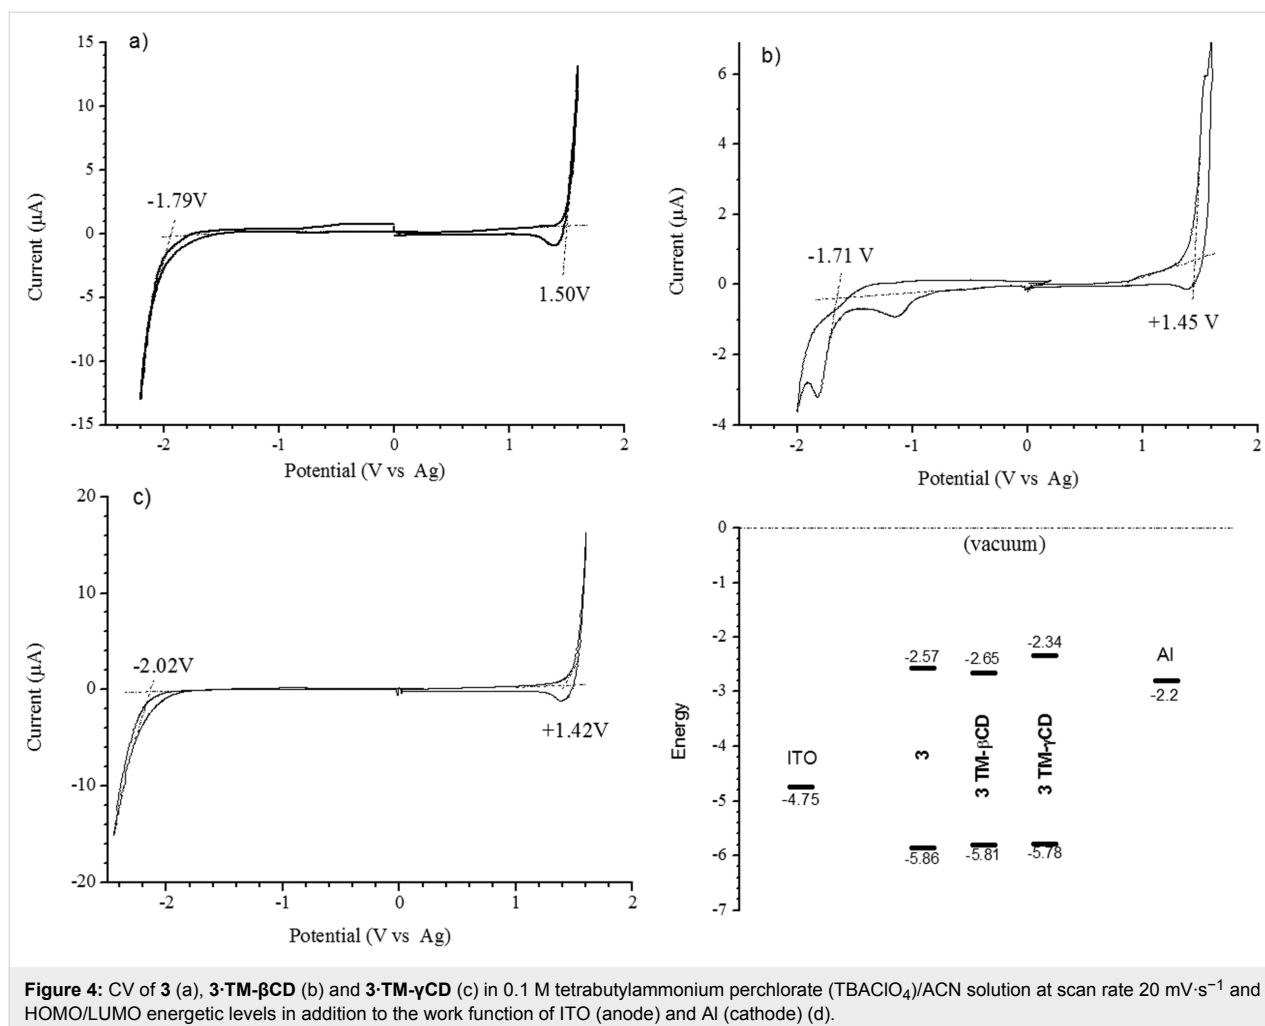 a)
15
10
5
0
-5
-10
-15
-2
-1
0
1
2
Current (µA)
Potential (V vs Ag)
-1.79V
1.50V
b)
6
4
2
0
-2
-4
-2
-1
0
1
2
Current (µA)
Potential (V vs Ag)
-1.71 V
+1.45 V
c)
20
10
0
-10
-20
-2
-1
0
1
2
Current (µA)
Potential (V vs Ag)
-2.02V
+1.42V
0
-1
-2
-3
-4
-5
-6
-7
Energy
(vacuum)
ITO
-4.75
-2.57
3
-5.86
-2.65
3 TM-βCD
-5.81
-2.34
3 TM-γCD
-5.78
Al
-2.2
Figure 4: CV of 3 (a), 3·TM-βCD (b) and 3·TM-γCD (c) in 0.1 M tetrabutylammonium perchlorate (TBAClO₄)/ACN solution at scan rate 20 mV·s⁻¹ and
HOMO/LUMO energetic levels in addition to the work function of ITO (anode) and Al (cathode) (d).